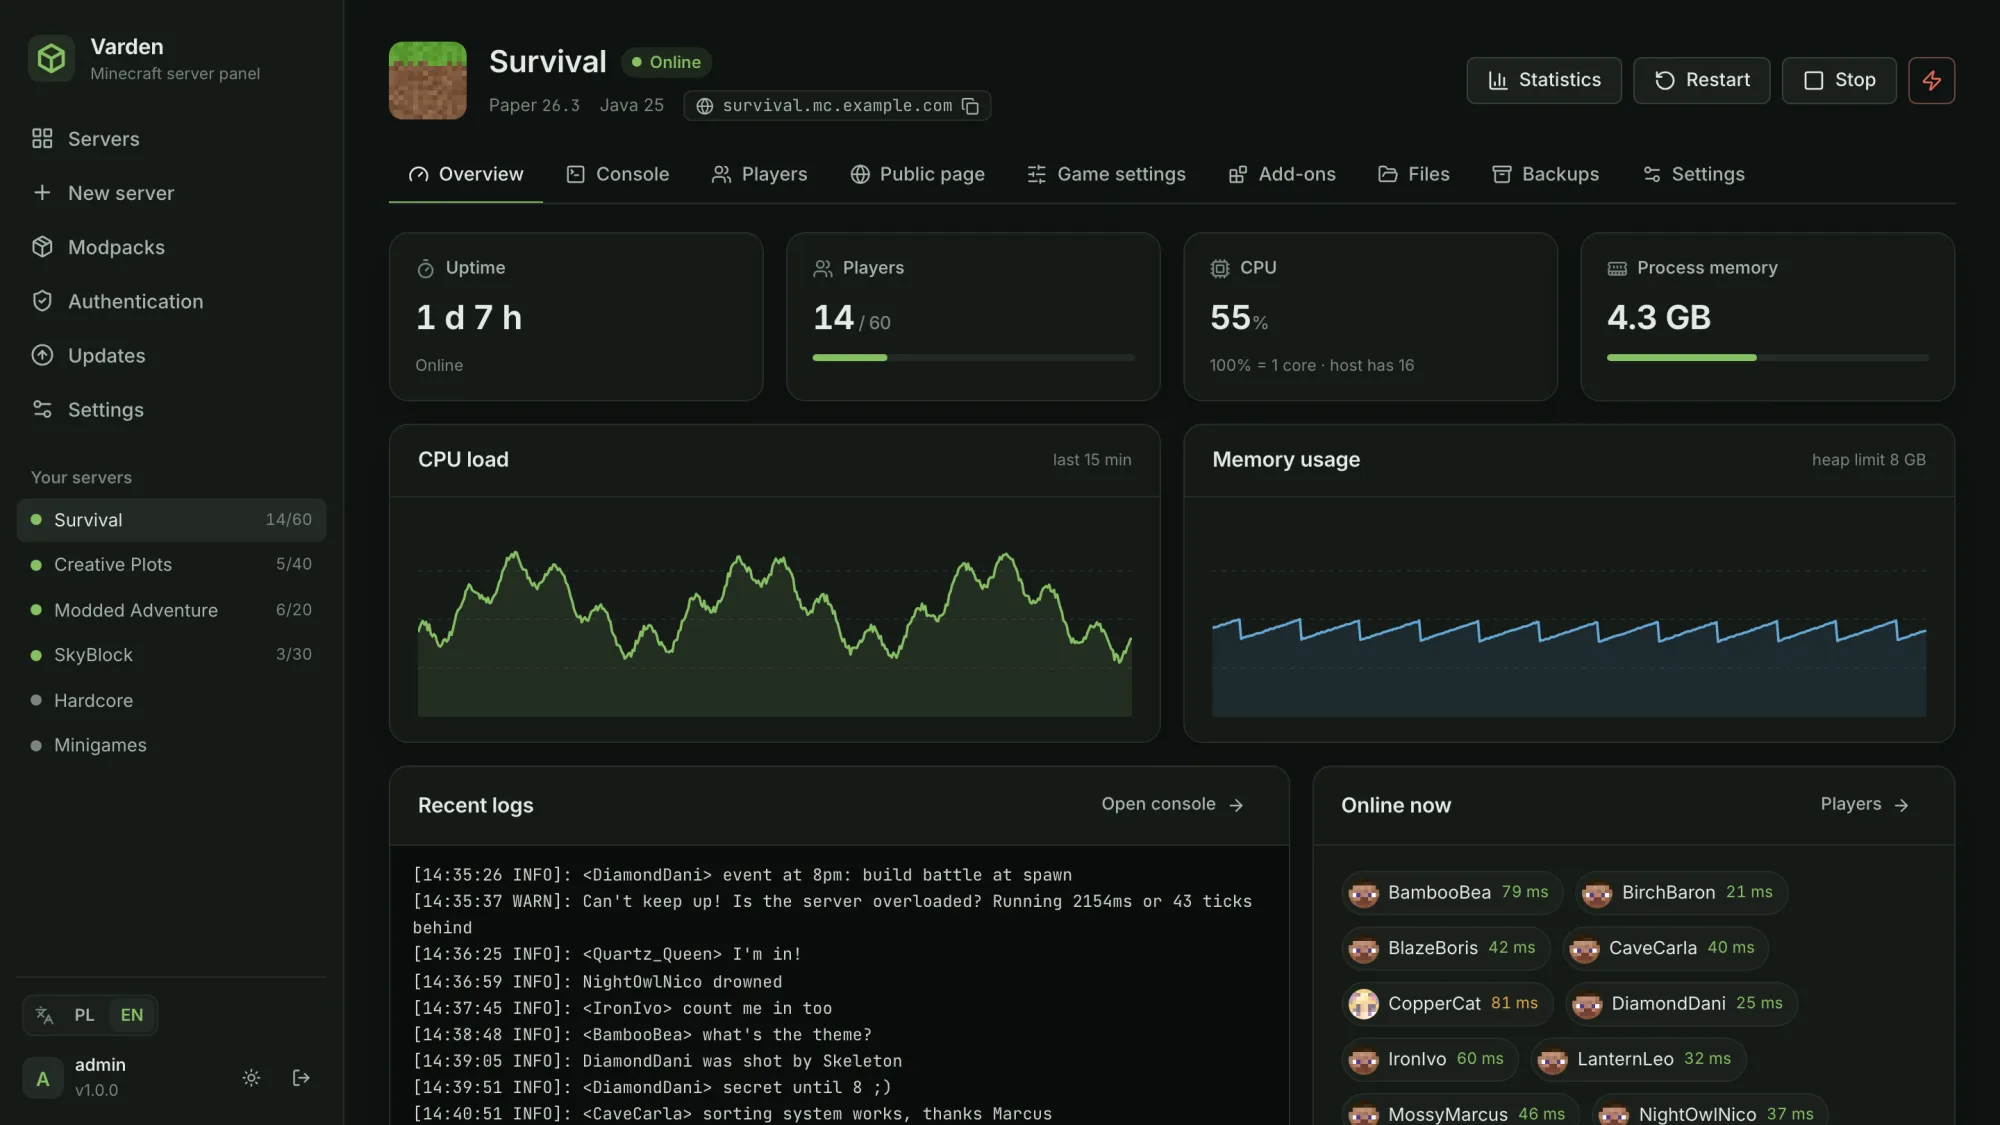 Varden
Minecraft server panel
Servers
New server
Modpacks
Authentication
Updates
Settings
Your servers
Survival 14/60
Creative Plots 5/40
Modded Adventure 6/20
SkyBlock 3/30
Hardcore
Minigames
PL EN
A
admin
v1.0.0
Survival
Online
Paper 26.3 Java 25 survival.mc.example.com
Statistics Restart Stop
Overview Console Players Public page Game settings Add-ons Files Backups Settings
Uptime
1 d 7 h
Online
Players
14 / 60
CPU
55%
100% = 1 core · host has 16
Process memory
4.3 GB
CPU load last 15 min
Memory usage heap limit 8 GB
Recent logs Open console
[14:35:26 INFO]: <DiamondDani> event at 8pm: build battle at spawn
[14:35:37 WARN]: Can't keep up! Is the server overloaded? Running 2154ms or 43 ticks
behind
[14:36:25 INFO]: <Quartz_Queen> I'm in!
[14:36:59 INFO]: NightOwlNico drowned
[14:37:45 INFO]: <IronIvo> count me in too
[14:38:48 INFO]: <BambooBea> what's the theme?
[14:39:05 INFO]: DiamondDani was shot by Skeleton
[14:39:51 INFO]: <DiamondDani> secret until 8 ;)
[14:40:51 INFO]: <CaveCarla> sorting system works, thanks Marcus
Online now Players
BambooBea 79 ms BirchBaron 21 ms
BlazeBoris 42 ms CaveCarla 40 ms
CopperCat 81 ms DiamondDani 25 ms
IronIvo 60 ms LanternLeo 32 ms
MossyMarcus 46 ms NightOwlNico 37 ms